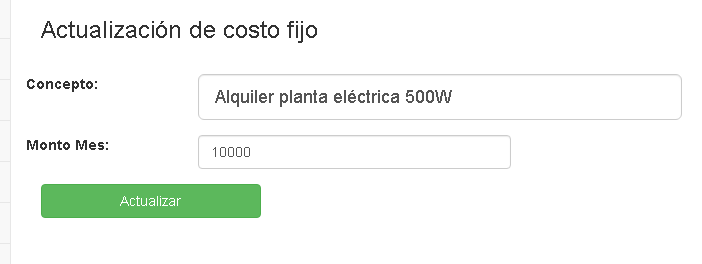 Actualización de costo fijo
Concepto: Alquiler planta eléctrica 500W
Monto Mes: 10000
Actualizar